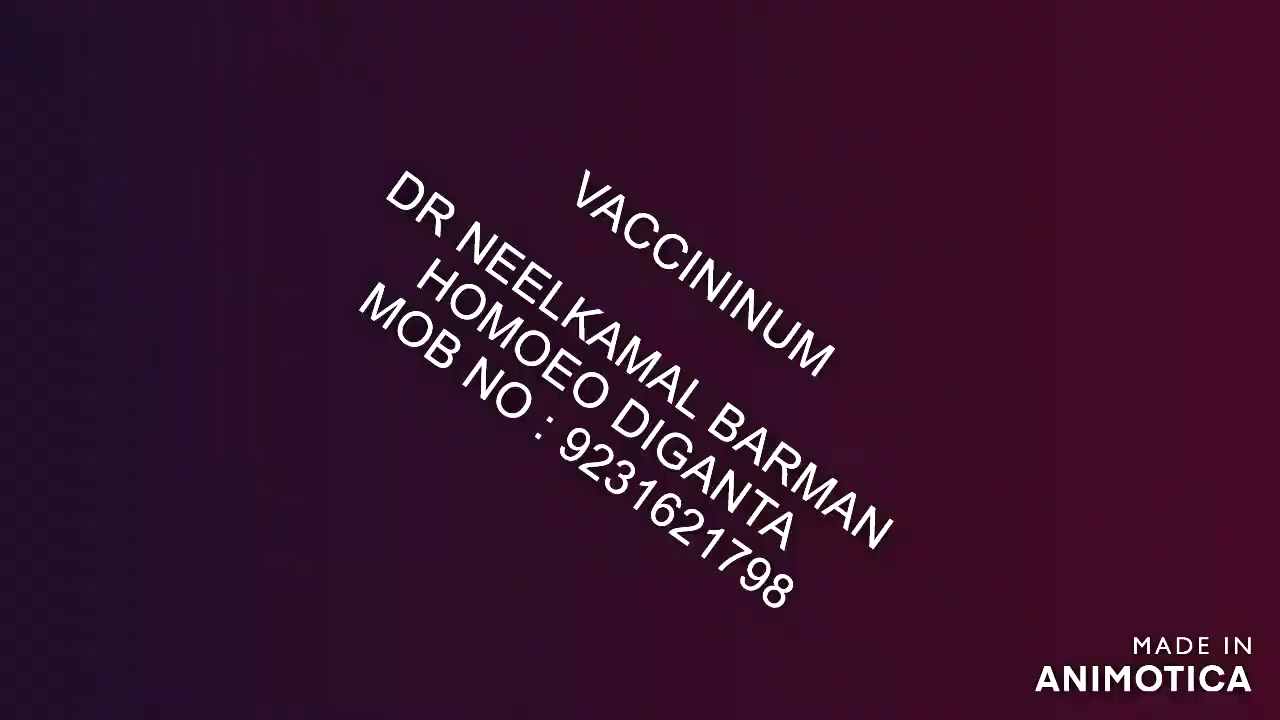 VACCININUM
DR NEELKAMAL BARMAN
HOMOEO DIGANTA
MOB NO : 9231621798
MADE IN
ANIMOTICA